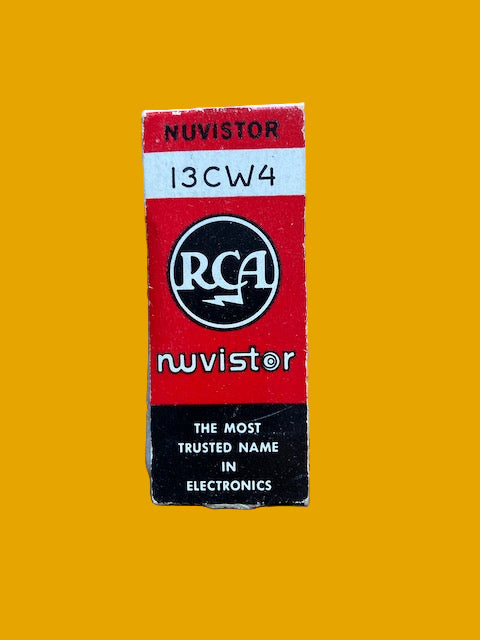 NUVISTOR
13CW4
RCA
nuvistor
THE MOST
TRUSTED NAME
IN
ELECTRONICS